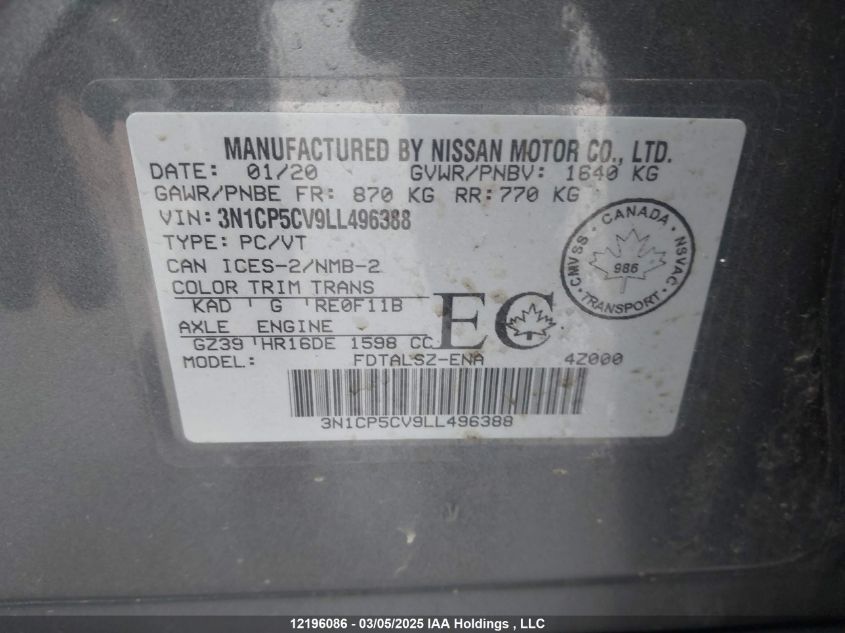 MANUFACTURED BY NISSAN MOTOR CO., LTD.
DATE: 01/20 GVWR/PNBV: 1640 KG
GAWR/PNBE FR: 870 KG RR: 770 KG
VIN: 3N1CP5CV9LL496388
TYPE: PC/VT
CAN ICES-2/NMB-2
COLOR TRIM TRANS
KAD ' G ' RE0F11B
AXLE ENGINE
GZ39 ' HR16DE 1598 CC
EC
MODEL: FDTALSZ-ENA 4Z000
3N1CP5CV9LL496388
CANADA
CMVSS 986 NSVAC
TRANSPORT
12196086 - 03/05/2025 IAA Holdings , LLC